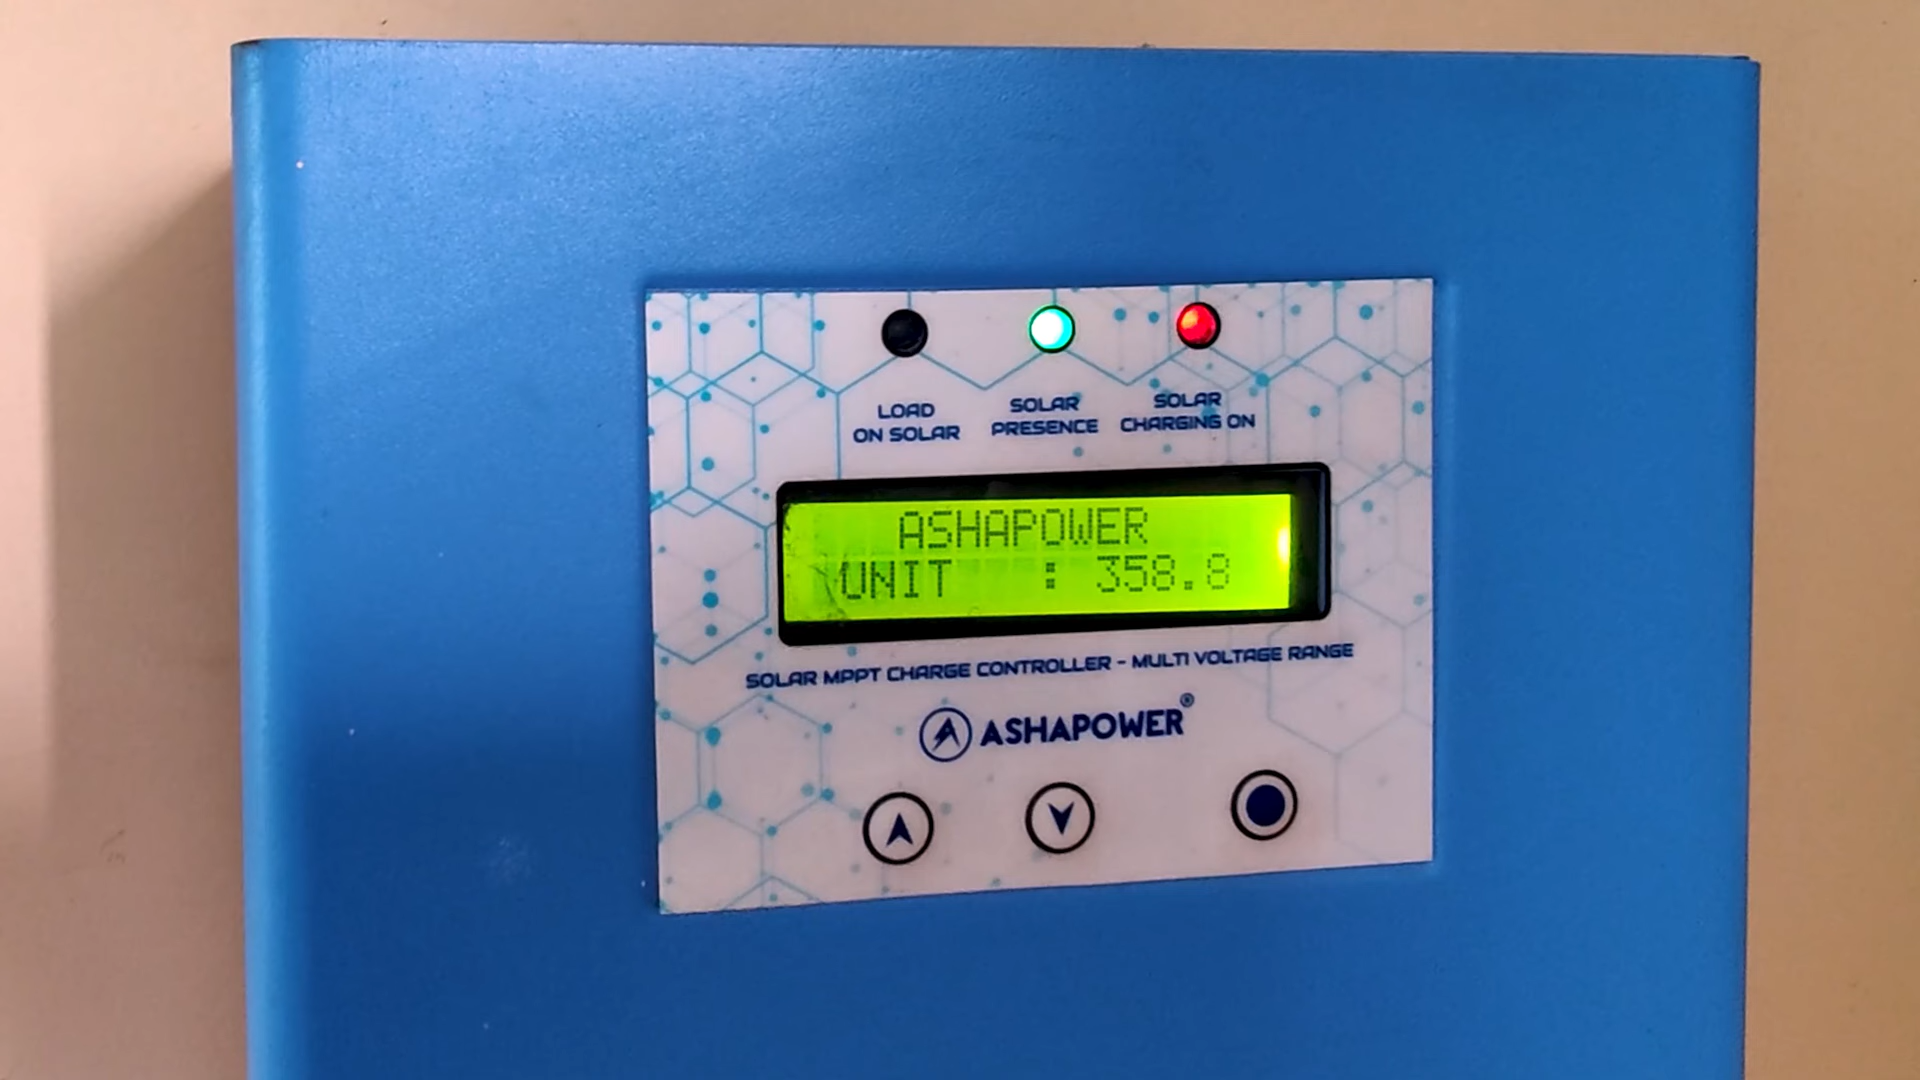 LOAD
ON SOLAR
SOLAR
PRESENCE
SOLAR
CHARGING ON
ASHAPOWER
UNIT : 358.8
SOLAR MPPT CHARGE CONTROLLER - MULTI VOLTAGE RANGE
ASHAPOWER®